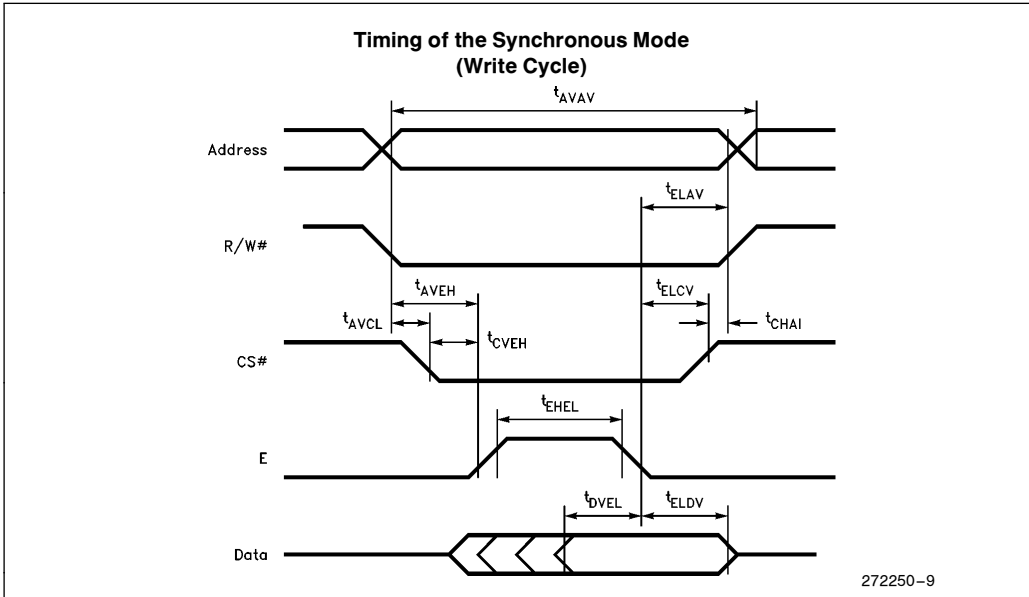 Timing of the Synchronous Mode
(Write Cycle)
tAVAV
Address
tELAV
R/W#
tAVEH
tELCV
tAVCL
tCVEH
tCHAI
CS#
tEHEL
E
tDVEL
tELDV
Data
272250–9